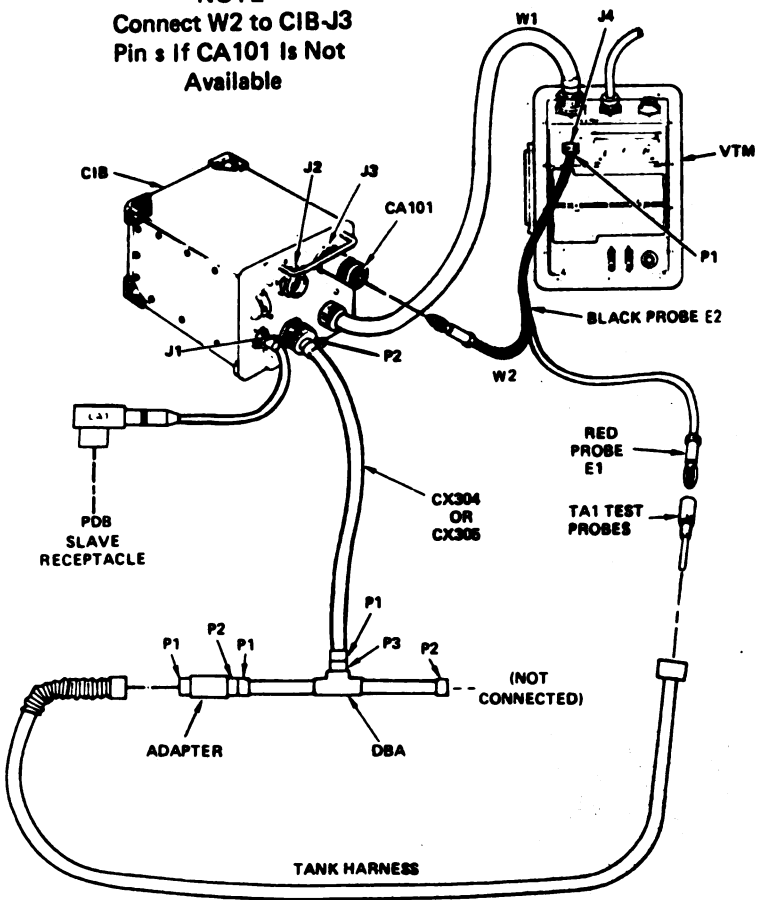 Connect W2 to CIB-J3
Pin s If CA101 Is Not
Available
W1
J4
VTM
CIB
J2
J3
CA101
P1
BLACK PROBE E2
J1
P2
W2
CA1
RED
PROBE
E1
PDB
SLAVE
RECEPTACLE
CX304
OR
CX305
TA1 TEST
PROBES
P1
P2
P1
P1
P3
P2
(NOT
CONNECTED)
ADAPTER
DBA
TANK HARNESS